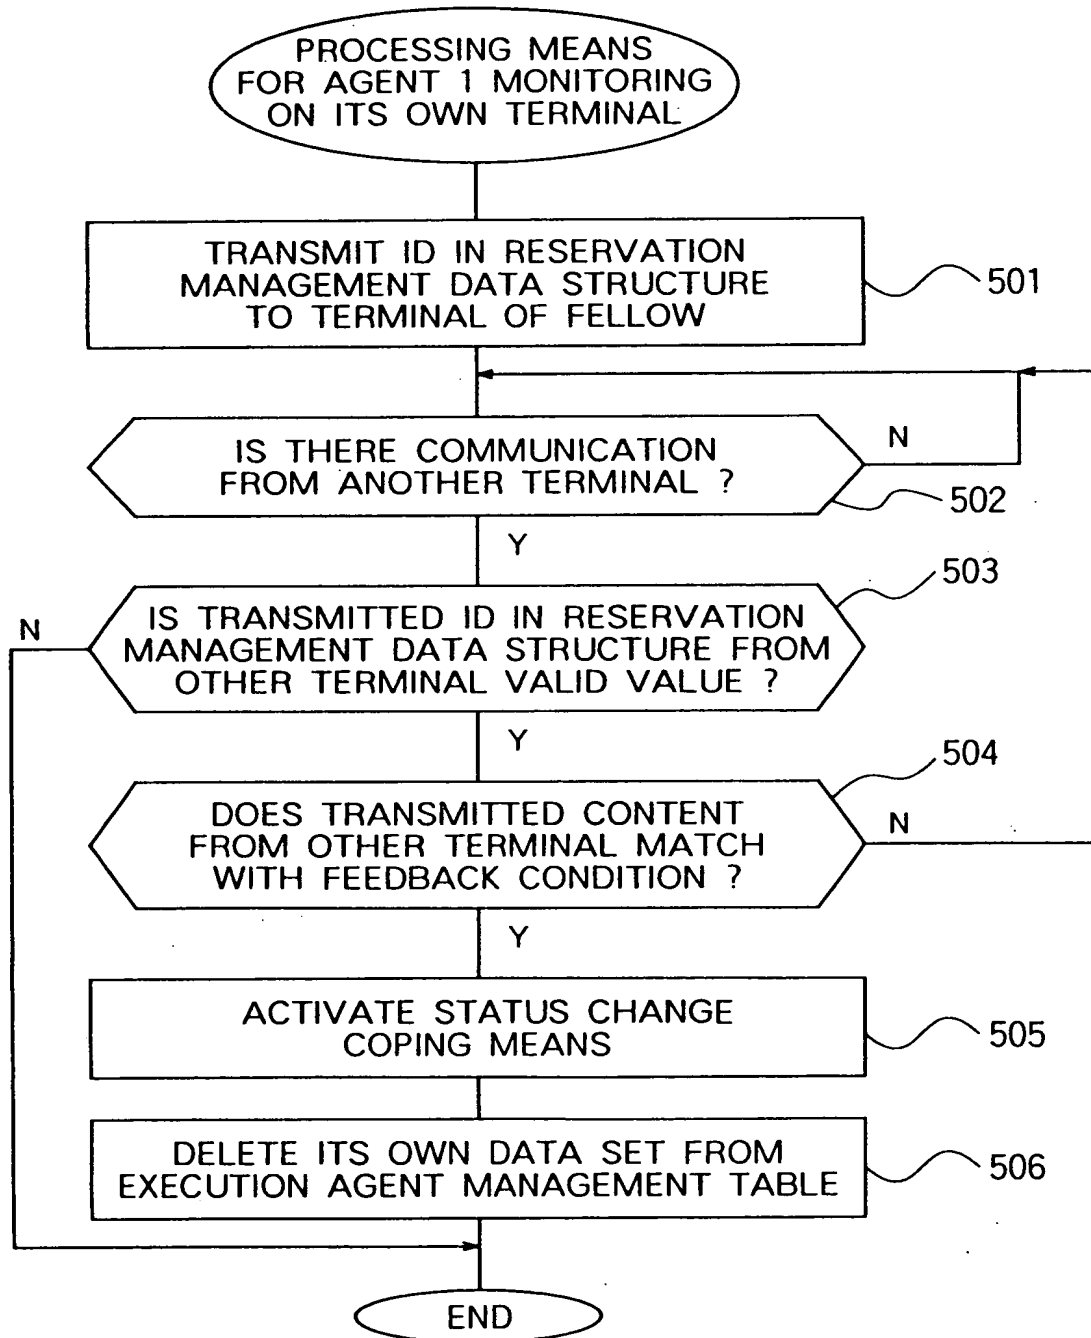 PROCESSING MEANS
FOR AGENT 1 MONITORING
ON ITS OWN TERMINAL
TRANSMIT ID IN RESERVATION
MANAGEMENT DATA STRUCTURE
TO TERMINAL OF FELLOW
501
IS THERE COMMUNICATION
FROM ANOTHER TERMINAL ?
N
502
Y
503
N
IS TRANSMITTED ID IN RESERVATION
MANAGEMENT DATA STRUCTURE FROM
OTHER TERMINAL VALID VALUE ?
Y
504
DOES TRANSMITTED CONTENT
FROM OTHER TERMINAL MATCH
WITH FEEDBACK CONDITION ?
N
Y
ACTIVATE STATUS CHANGE
COPING MEANS
505
DELETE ITS OWN DATA SET FROM
EXECUTION AGENT MANAGEMENT TABLE
506
END